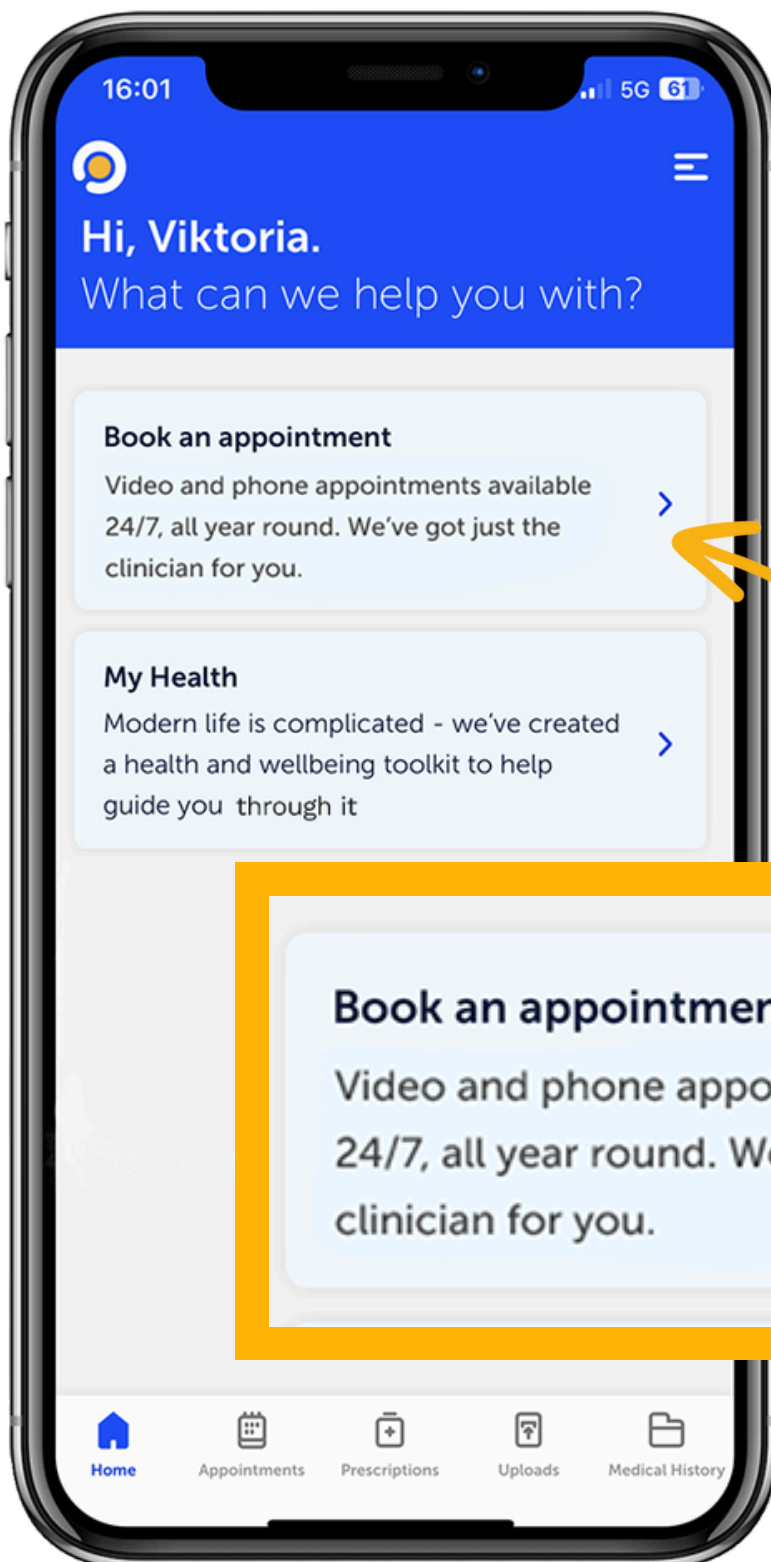 16:01
5G 61
Hi, Viktoria.
What can we help you with?
Book an appointment
Video and phone appointments available
24/7, all year round. We've got just the
clinician for you.
My Health
Modern life is complicated - we've created
a health and wellbeing toolkit to help
guide you through it
Book an appointmen
Video and phone appo
24/7, all year round. We
clinician for you.
Home Appointments Prescriptions Uploads Medical History